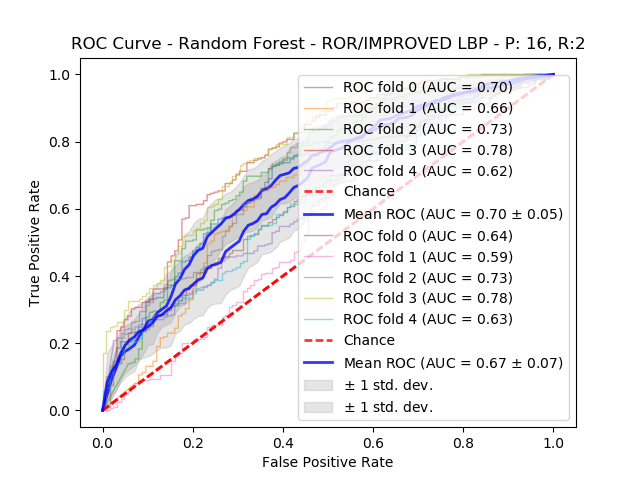 ROC Curve - Random Forest - ROR/IMPROVED LBP - P: 16, R:2
1.0
0.8
0.6
0.4
0.2
0.0
True Positive Rate
ROC fold 0 (AUC = 0.70)
ROC fold 1 (AUC = 0.66)
ROC fold 2 (AUC = 0.73)
ROC fold 3 (AUC = 0.78)
ROC fold 4 (AUC = 0.62)
Chance
Mean ROC (AUC = 0.70 ± 0.05)
ROC fold 0 (AUC = 0.64)
ROC fold 1 (AUC = 0.59)
ROC fold 2 (AUC = 0.73)
ROC fold 3 (AUC = 0.78)
ROC fold 4 (AUC = 0.63)
Chance
Mean ROC (AUC = 0.67 ± 0.07)
± 1 std. dev.
± 1 std. dev.
0.0 0.2 0.4 0.6 0.8 1.0
False Positive Rate